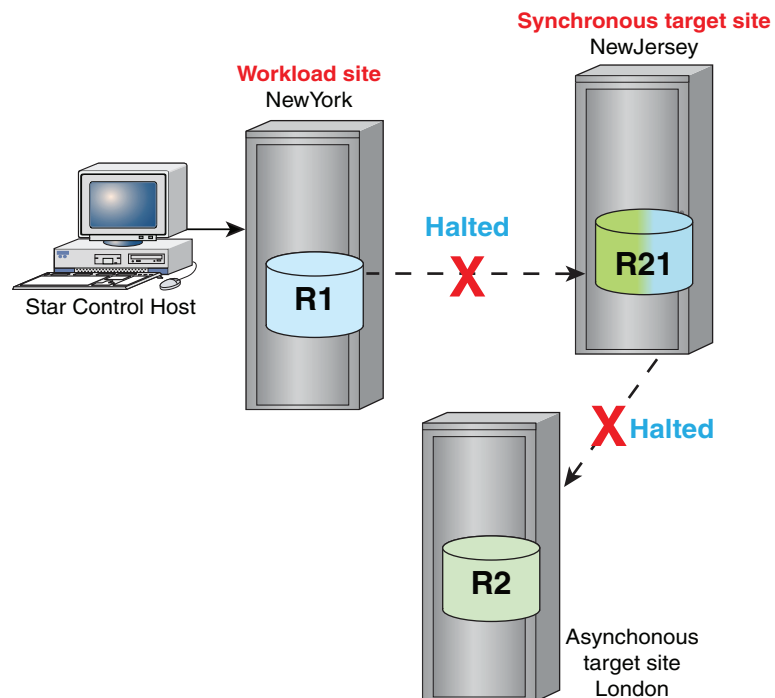 Synchronous target site
NewJersey
Workload site
NewYork
Halted
R1
R21
Star Control Host
Halted
R2
Asynchonous
target site
London